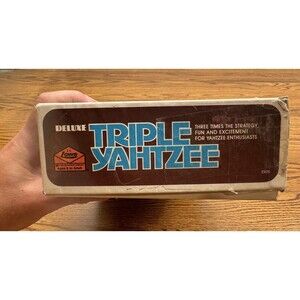 DELUXE
TRIPLE
YAHTZEE
THREE TIMES THE STRATEGY,
FUN AND EXCITEMENT
FOR YAHTZEE ENTHUSIASTS